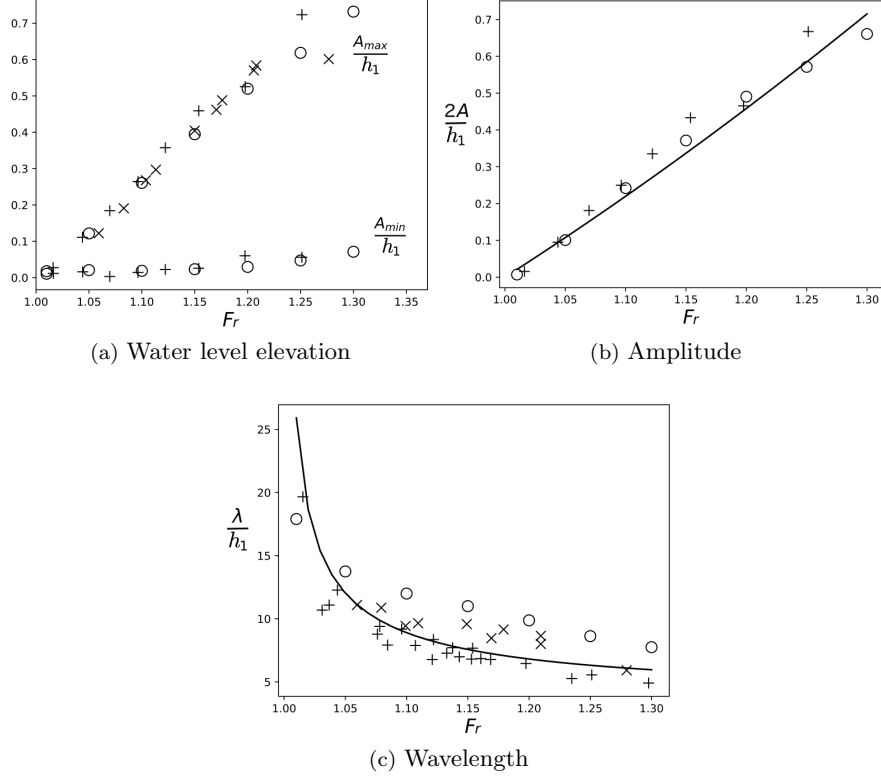 0.7
0.6
0.5
0.4
0.3
0.2
0.1
0.0
A_max
h_1
A_min
h_1
1.00 1.05 1.10 1.15 1.20 1.25 1.30 1.35
F_r
(a) Water level elevation
0.7
0.6
0.5
0.4
0.3
0.2
0.1
0.0
2A
h_1
1.00 1.05 1.10 1.15 1.20 1.25 1.30
F_r
(b) Amplitude
25
20
15
10
5
λ
h_1
1.00 1.05 1.10 1.15 1.20 1.25 1.30
F_r
(c) Wavelength